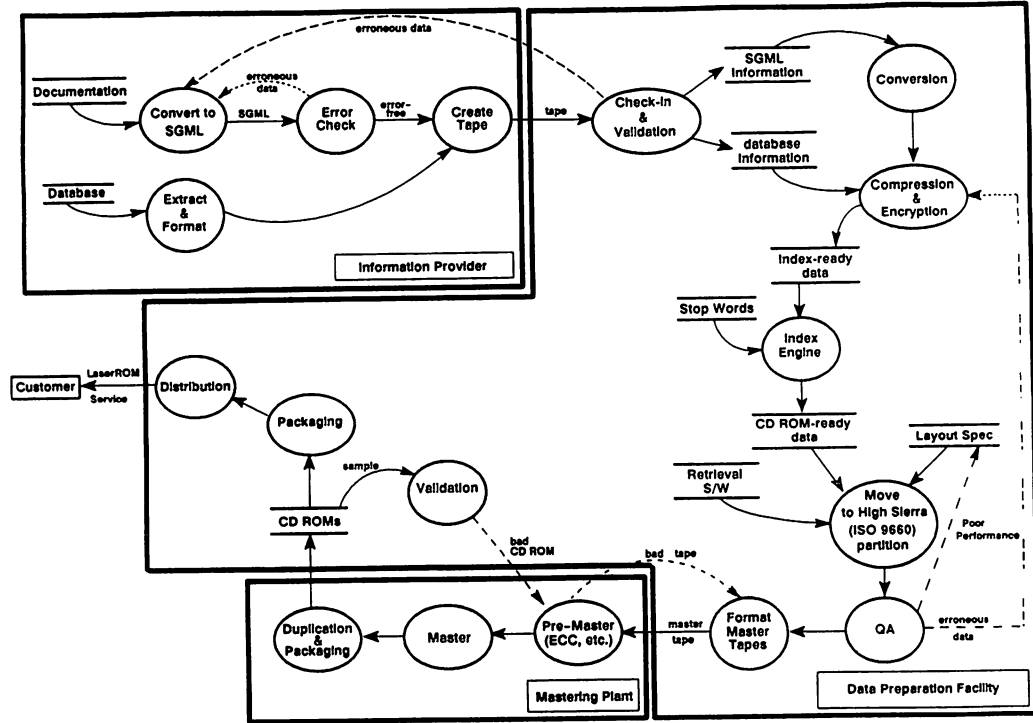 erroneous data
Documentation
Convert to
SGML
erroneous
data
SGML
Error
Check
error-
free
Create
Tape
tape
Check-In
&
Validation
SGML
Information
Conversion
database
Information
Compression
&
Encryption
Database
Extract
&
Format
Information Provider
Index-ready
data
Stop Words
Index
Engine
CD ROM-ready
data
Layout Spec
Retrieval
S/W
Move
to High Sierra
(ISO 9660)
partition
Poor
Performance
Customer
LaserROM
Service
Distribution
Packaging
sample
Validation
CD ROMs
bad
CD ROM
bad tape
Duplication
&
Packaging
Master
Pre-Master
(ECC, etc.)
master
tape
Format
Master
Tapes
QA
erroneous
data
Mastering Plant
Data Preparation Facility